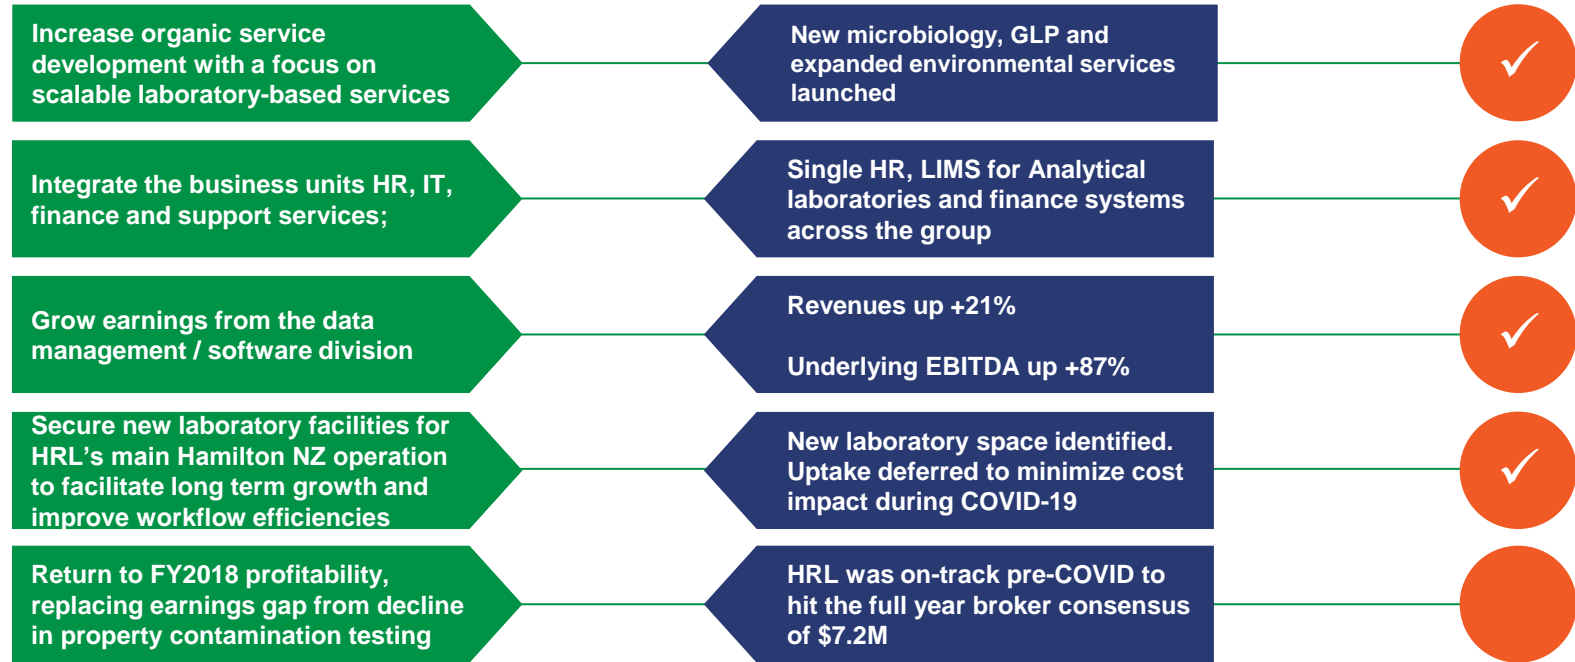 Increase organic service
development with a focus on
scalable laboratory-based services
New microbiology, GLP and
expanded environmental services
launched
✓
Integrate the business units HR, IT,
finance and support services;
Single HR, LIMS for Analytical
laboratories and finance systems
across the group
✓
Grow earnings from the data
management / software division
Revenues up +21%
Underlying EBITDA up +87%
✓
Secure new laboratory facilities for
HRL’s main Hamilton NZ operation
to facilitate long term growth and
improve workflow efficiencies
New laboratory space identified.
Uptake deferred to minimize cost
impact during COVID-19
✓
Return to FY2018 profitability,
replacing earnings gap from decline
in property contamination testing
HRL was on-track pre-COVID to
hit the full year broker consensus
of $7.2M